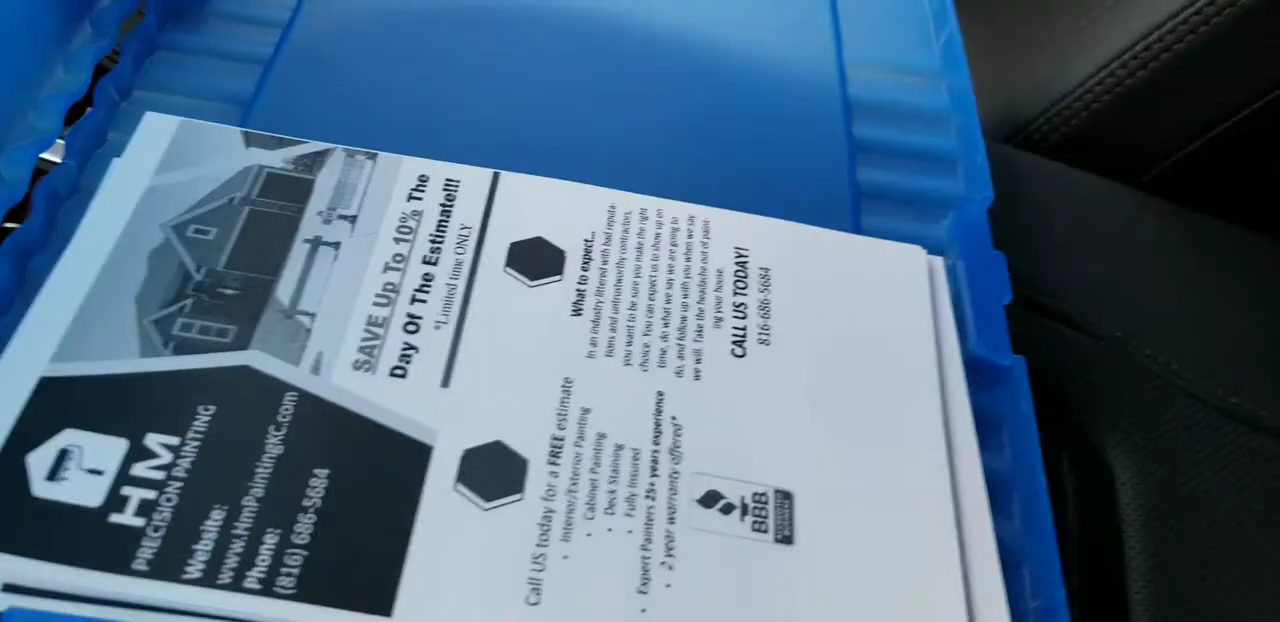 HM
PRECISION PAINTING
Website:
www.HmPaintingKC.com
Phone:
(816) 686-5684
SAVE Up To 10% The
Day Of The Estimate!!!
*Limited time ONLY
Call US today for a FREE estimate
• Interior/Exterior Painting
• Cabinet Painting
• Deck Staining
• Fully Insured
• Expert Painters 25+ years experience
• 2 year warranty offered*
BBB
What to expect...
In an industry littered with bad reputa-
tions and untrustworthy contractors,
you want to be sure you make the right
choice. You can expect us to show up on
time, do what we say we are going to
do, and follow up with you when we say
we will. Take the headache out of paint-
ing your house.
CALL US TODAY!
816-686-5684